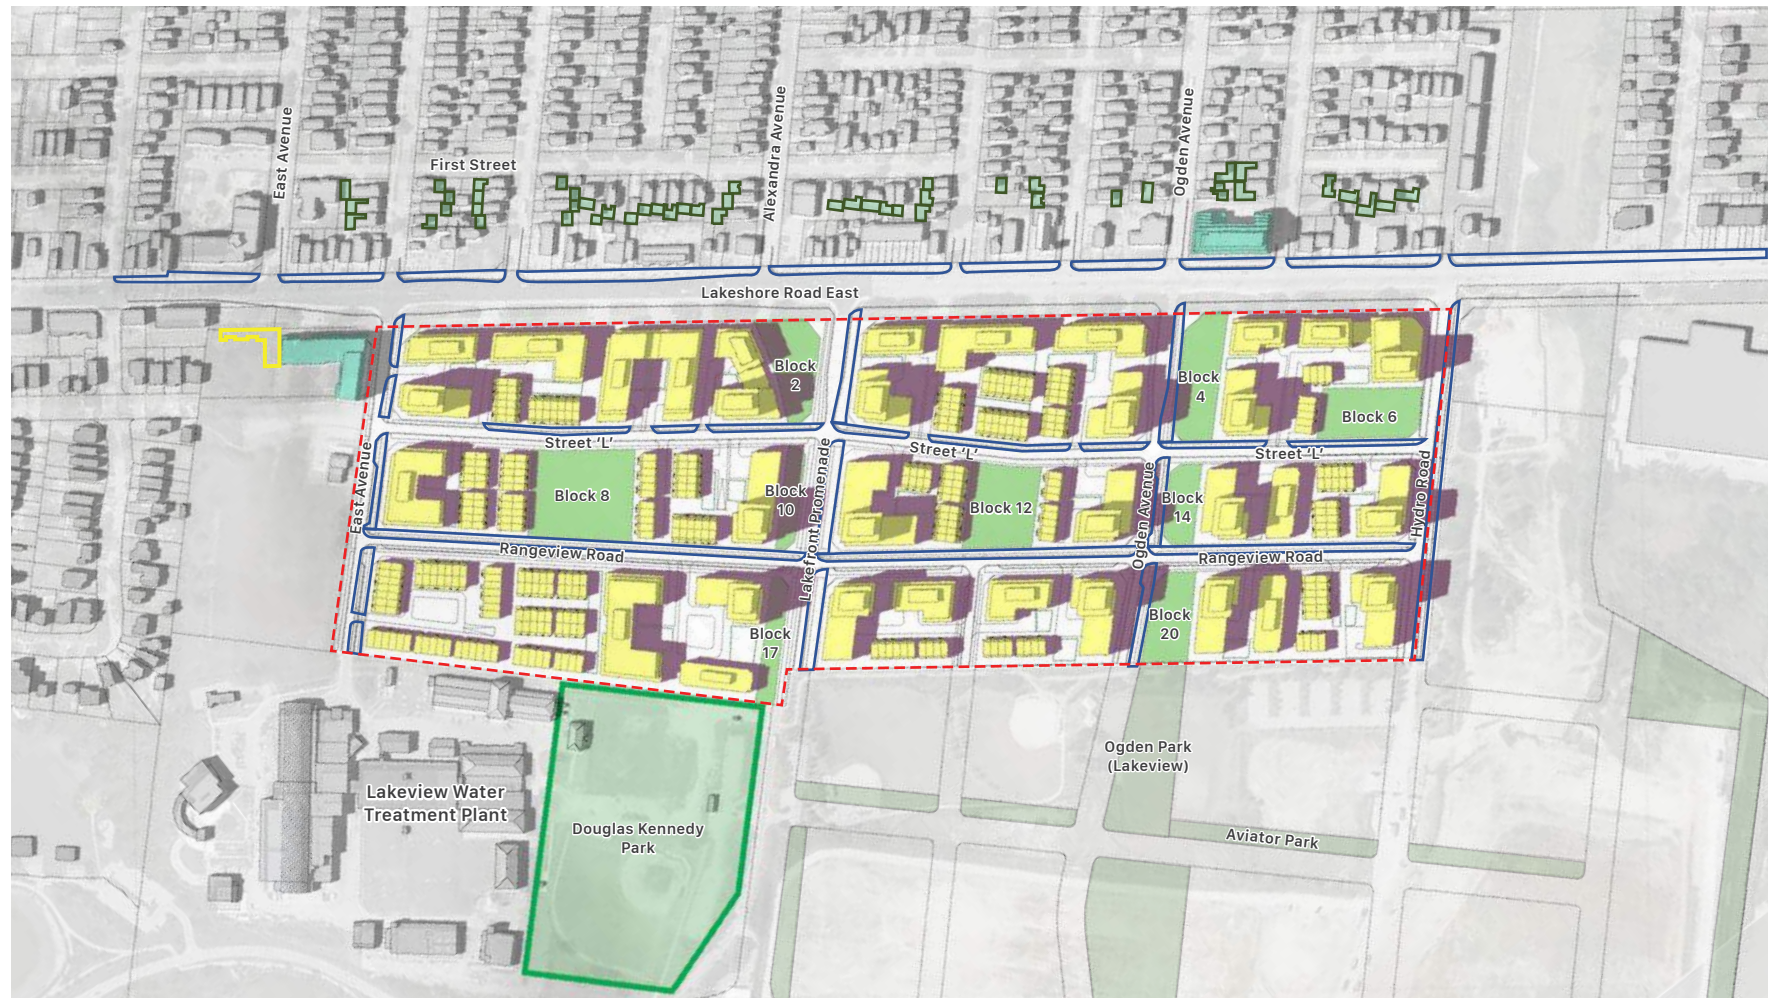 East Avenue
First Street
Alexandra Avenue
Ogden Avenue
Lakeshore Road East
Block
2
Block
4
Block 6
Street ‘L’
Street ‘L’
Street ‘L’
East Avenue
Block 8
Block
10
Lakefront Promenade
Block 12
Ogden Avenue
Block
14
Hydro Road
Rangeview Road
Rangeview Road
Block
17
Block
20
Lakeview Water
Treatment Plant
Douglas Kennedy
Park
Ogden Park
(Lakeview)
Aviator Park